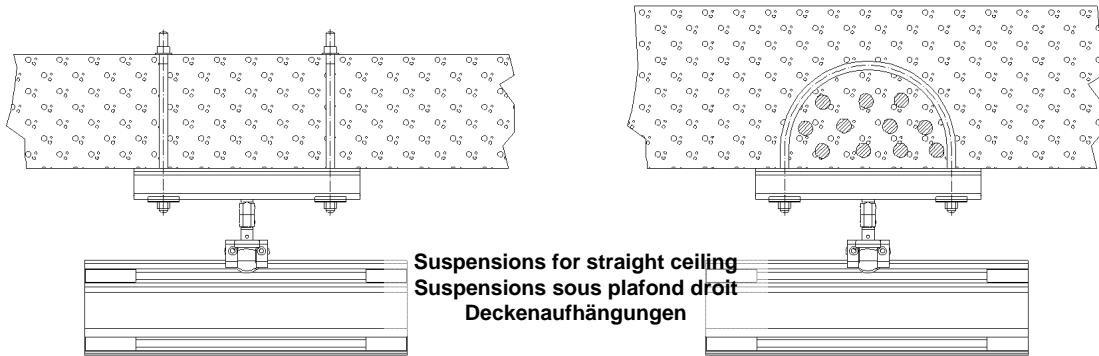 Suspensions for straight ceiling
Suspensions sous plafond droit
Deckenaufhängungen